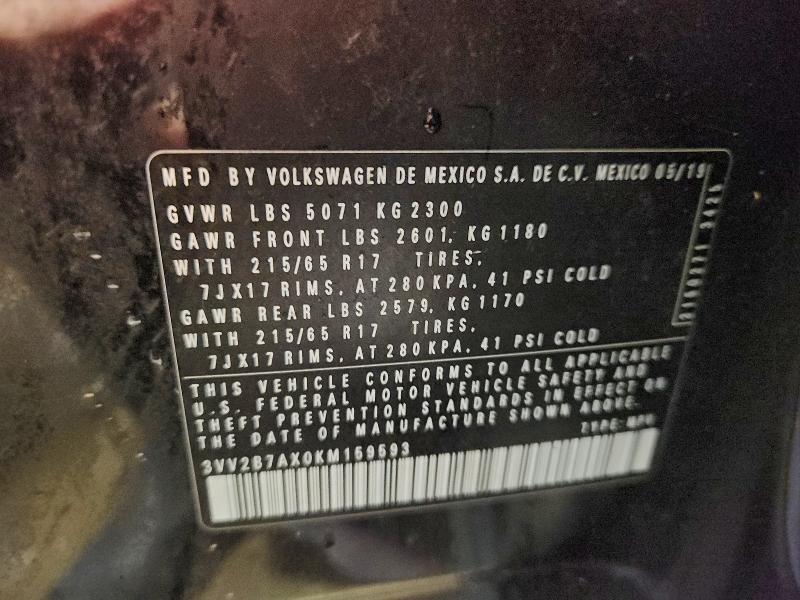 MFD BY VOLKSWAGEN DE MEXICO S.A. DE C.V. MEXICO 05/19
GVWR LBS 5071 KG 2300
GAWR FRONT LBS 2601, KG 1180
WITH 215/65 R17 TIRES,
7JX17 RIMS, AT 280 KPA, 41 PSI COLD
GAWR REAR LBS 2579, KG 1170
WITH 215/65 R17 TIRES,
7JX17 RIMS, AT 280 KPA, 41 PSI COLD
THIS VEHICLE CONFORMS TO ALL APPLICABLE
U.S. FEDERAL MOTOR VEHICLE SAFETY AND
THEFT PREVENTION STANDARDS IN EFFECT ON
THE DATE OF MANUFACTURE SHOWN ABOVE.
TYPE: MPV
3VV2B7AX0KM159593